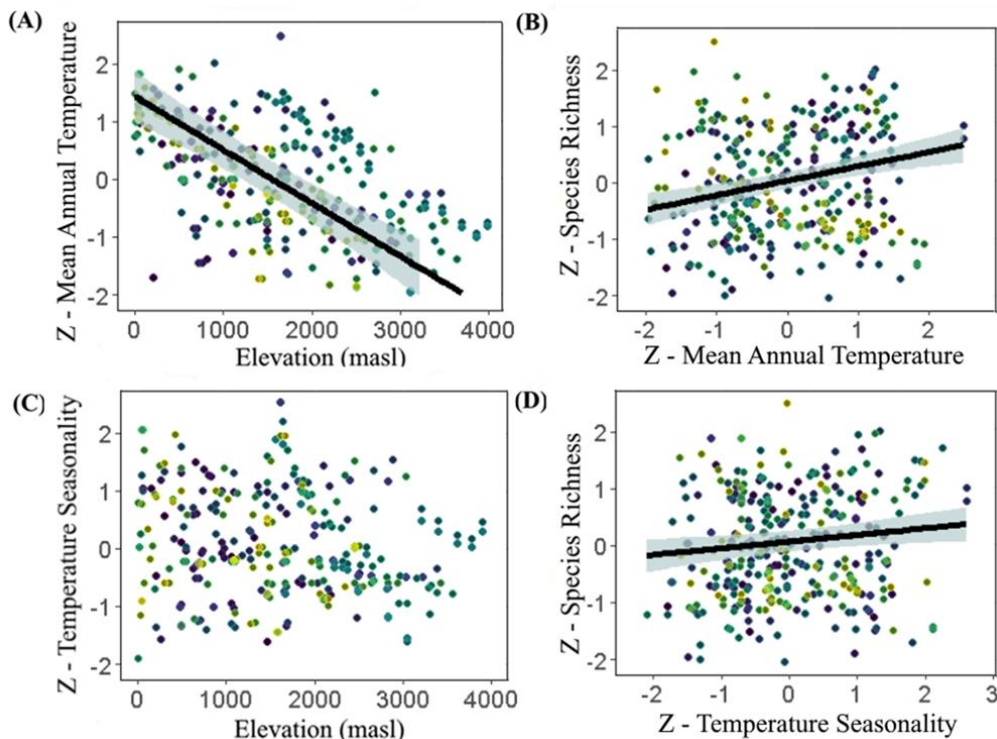 (A)
Z - Mean Annual Temperature
2
1
0
-1
-2
0 1000 2000 3000 4000
Elevation (masl)
(B)
Z - Species Richness
2
1
0
-1
-2
-2 -1 0 1 2
Z - Mean Annual Temperature
(C)
Z - Temperature Seasonality
2
1
0
-1
-2
0 1000 2000 3000 4000
Elevation (masl)
(D)
Z - Species Richness
2
1
0
-1
-2
-2 -1 0 1 2 3
Z - Temperature Seasonality